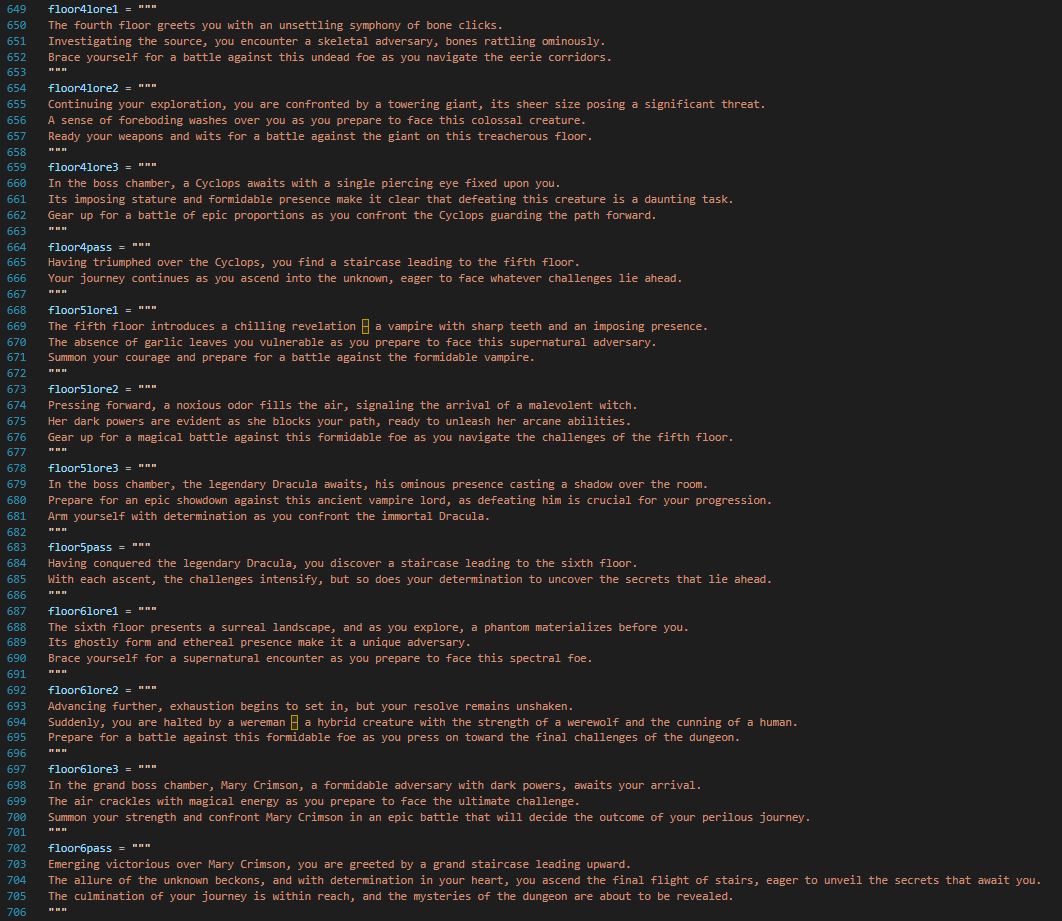 649 floor4lore1 = """
650 The fourth floor greets you with an unsettling symphony of bone clicks.
651 Investigating the source, you encounter a skeletal adversary, bones rattling ominously.
652 Brace yourself for a battle against this undead foe as you navigate the eerie corridors.
653 """
654 floor4lore2 = """
655 Continuing your exploration, you are confronted by a towering giant, its sheer size posing a significant threat.
656 A sense of foreboding washes over you as you prepare to face this colossal creature.
657 Ready your weapons and wits for a battle against the giant on this treacherous floor.
658 """
659 floor4lore3 = """
660 In the boss chamber, a Cyclops awaits with a single piercing eye fixed upon you.
661 Its imposing stature and formidable presence make it clear that defeating this creature is a daunting task.
662 Gear up for a battle of epic proportions as you confront the Cyclops guarding the path forward.
663 """
664 floor4pass = """
665 Having triumphed over the Cyclops, you find a staircase leading to the fifth floor.
666 Your journey continues as you ascend into the unknown, eager to face whatever challenges lie ahead.
667 """
668 floor5lore1 = """
669 The fifth floor introduces a chilling revelation – a vampire with sharp teeth and an imposing presence.
670 The absence of garlic leaves you vulnerable as you prepare to face this supernatural adversary.
671 Summon your courage and prepare for a battle against the formidable vampire.
672 """
673 floor5lore2 = """
674 Pressing forward, a noxious odor fills the air, signaling the arrival of a malevolent witch.
675 Her dark powers are evident as she blocks your path, ready to unleash her arcane abilities.
676 Gear up for a magical battle against this formidable foe as you navigate the challenges of the fifth floor.
677 """
678 floor5lore3 = """
679 In the boss chamber, the legendary Dracula awaits, his ominous presence casting a shadow over the room.
680 Prepare for an epic showdown against this ancient vampire lord, as defeating him is crucial for your progression.
681 Arm yourself with determination as you confront the immortal Dracula.
682 """
683 floor5pass = """
684 Having conquered the legendary Dracula, you discover a staircase leading to the sixth floor.
685 With each ascent, the challenges intensify, but so does your determination to uncover the secrets that lie ahead.
686 """
687 floor6lore1 = """
688 The sixth floor presents a surreal landscape, and as you explore, a phantom materializes before you.
689 Its ghostly form and ethereal presence make it a unique adversary.
690 Brace yourself for a supernatural encounter as you prepare to face this spectral foe.
691 """
692 floor6lore2 = """
693 Advancing further, exhaustion begins to set in, but your resolve remains unshaken.
694 Suddenly, you are halted by a wereman – a hybrid creature with the strength of a werewolf and the cunning of a human.
695 Prepare for a battle against this formidable foe as you press on toward the final challenges of the dungeon.
696 """
697 floor6lore3 = """
698 In the grand boss chamber, Mary Crimson, a formidable adversary with dark powers, awaits your arrival.
699 The air crackles with magical energy as you prepare to face the ultimate challenge.
700 Summon your strength and confront Mary Crimson in an epic battle that will decide the outcome of your perilous journey.
701 """
702 floor6pass = """
703 Emerging victorious over Mary Crimson, you are greeted by a grand staircase leading upward.
704 The allure of the unknown beckons, and with determination in your heart, you ascend the final flight of stairs, eager to unveil the secrets that await you.
705 The culmination of your journey is within reach, and the mysteries of the dungeon are about to be revealed.
706 """